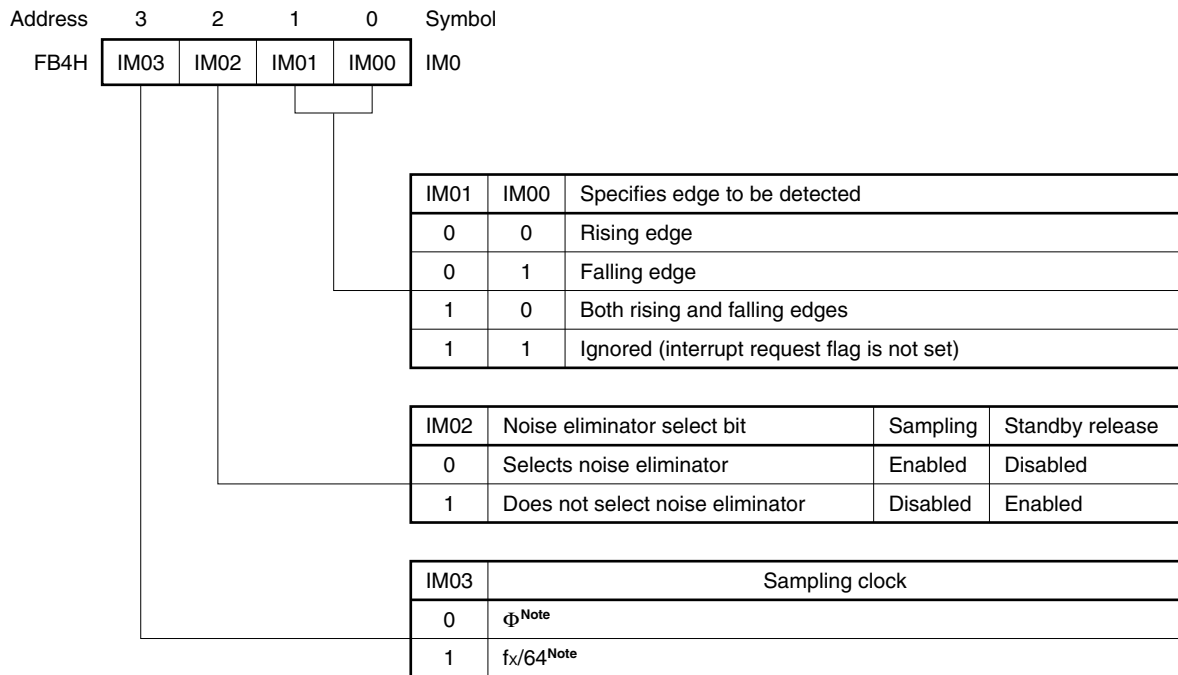 Address 3 2 1 0 Symbol
FB4H IM03 IM02 IM01 IM00 IM0
IM01 IM00 Specifies edge to be detected
0 0 Rising edge
0 1 Falling edge
1 0 Both rising and falling edges
1 1 Ignored (interrupt request flag is not set)
IM02 Noise eliminator select bit Sampling Standby release
0 Selects noise eliminator Enabled Disabled
1 Does not select noise eliminator Disabled Enabled
IM03 Sampling clock
0 Φ Note
1 fx/64 Note